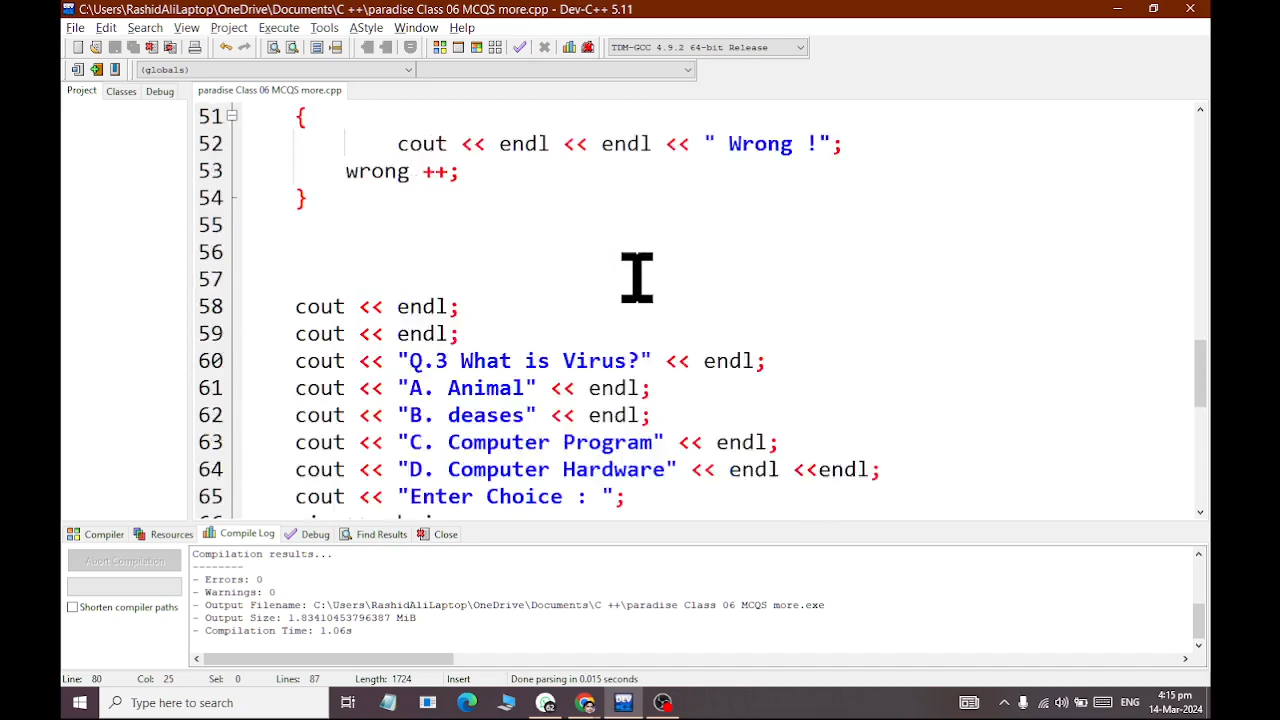 C:\Users\RashidAliLaptop\OneDrive\Documents\C ++\paradise Class 06 MCQS more.cpp - Dev-C++ 5.11
File Edit Search View Project Execute Tools AStyle Window Help
TDM-GCC 4.9.2 64-bit Release
(globals)
Project Classes Debug paradise Class 06 MCQS more.cpp
51 {
52 cout << endl << endl << " Wrong !";
53 wrong ++;
54 }
55
56
57
58 cout << endl;
59 cout << endl;
60 cout << "Q.3 What is Virus?" << endl;
61 cout << "A. Animal" << endl;
62 cout << "B. deases" << endl;
63 cout << "C. Computer Program" << endl;
64 cout << "D. Computer Hardware" << endl <<endl;
65 cout << "Enter Choice : ";
Compiler Resources Compile Log Debug Find Results Close
Abort Compilation
Shorten compiler paths
Compilation results...
--------
- Errors: 0
- Warnings: 0
- Output Filename: C:\Users\RashidAliLaptop\OneDrive\Documents\C ++\paradise Class 06 MCQS more.exe
- Output Size: 1.83410453796387 MiB
- Compilation Time: 1.06s
Line: 80 Col: 25 Sel: 0 Lines: 87 Length: 1724 Insert Done parsing in 0.015 seconds
Type here to search
DEV
ENG
4:15 pm
14-Mar-2024